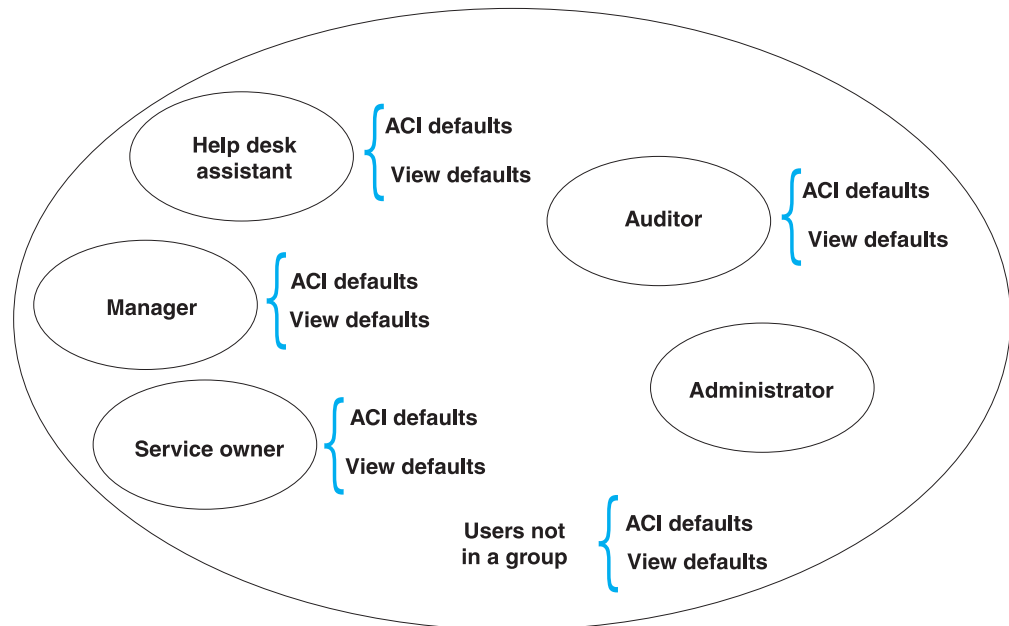 Help desk
assistant
ACI defaults
View defaults
Auditor
ACI defaults
View defaults
Manager
ACI defaults
View defaults
Administrator
Service owner
ACI defaults
View defaults
Users not
in a group
ACI defaults
View defaults